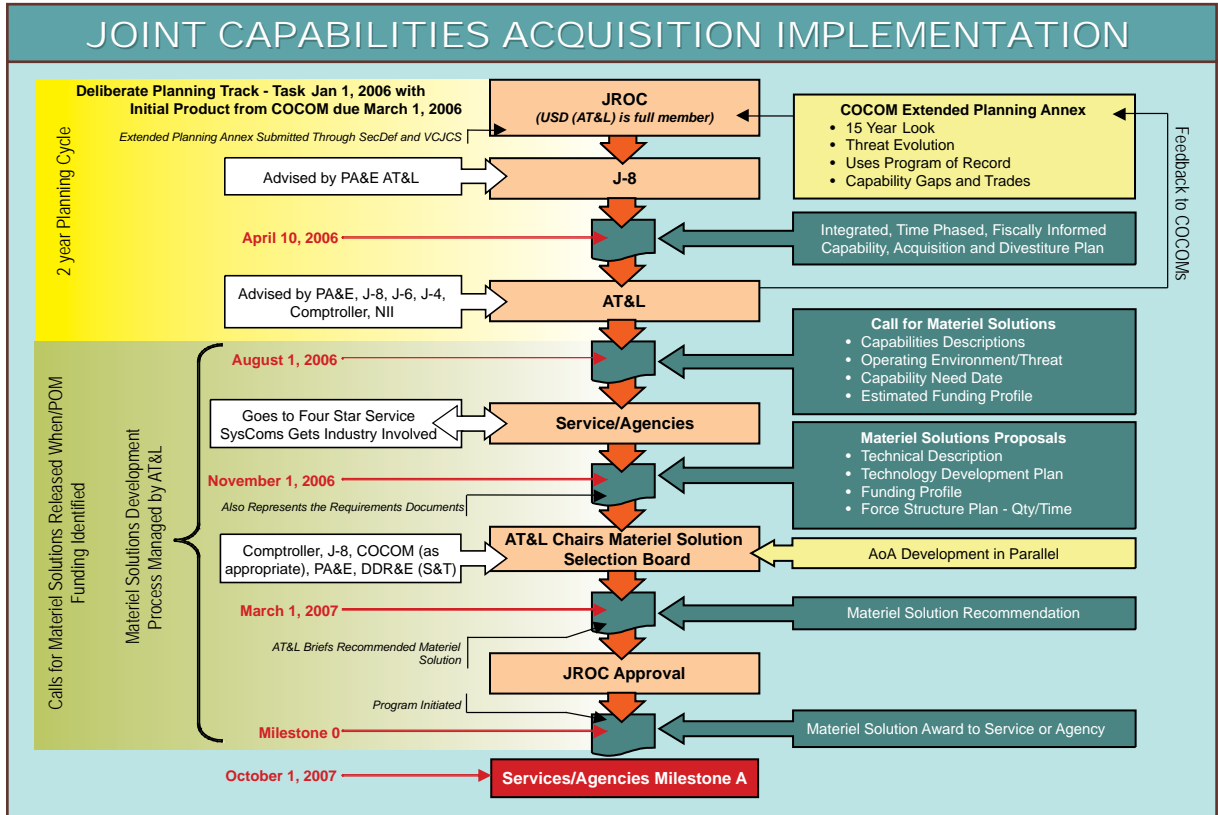 JOINT CAPABILITIES ACQUISITION IMPLEMENTATION
Deliberate Planning Track - Task Jan 1, 2006 with
Initial Product from COCOM due March 1, 2006
Extended Planning Annex Submitted Through SecDef and VCJCS
JROC
(USD (AT&L) is full member)
COCOM Extended Planning Annex
• 15 Year Look
• Threat Evolution
• Uses Program of Record
• Capability Gaps and Trades
Feedback to COCOMs
2 year Planning Cycle
Advised by PA&E AT&L
J-8
April 10, 2006
Integrated, Time Phased, Fiscally Informed
Capability, Acquisition and Divestiture Plan
Advised by PA&E, J-8, J-6, J-4,
Comptroller, NII
AT&L
Call for Materiel Solutions
• Capabilities Descriptions
• Operating Environment/Threat
• Capability Need Date
• Estimated Funding Profile
August 1, 2006
Calls for Materiel Solutions Released When/POM
Funding Identified
Materiel Solutions Development
Process Managed by AT&L
Goes to Four Star Service
SysComs Gets Industry Involved
Service/Agencies
Materiel Solutions Proposals
• Technical Description
• Technology Development Plan
• Funding Profile
• Force Structure Plan - Qty/Time
November 1, 2006
Also Represents the Requirements Documents
Comptroller, J-8, COCOM (as
appropriate), PA&E, DDR&E (S&T)
AT&L Chairs Materiel Solution
Selection Board
AoA Development in Parallel
March 1, 2007
Materiel Solution Recommendation
AT&L Briefs Recommended Materiel
Solution
JROC Approval
Program Initiated
Milestone 0
Materiel Solution Award to Service or Agency
October 1, 2007
Services/Agencies Milestone A